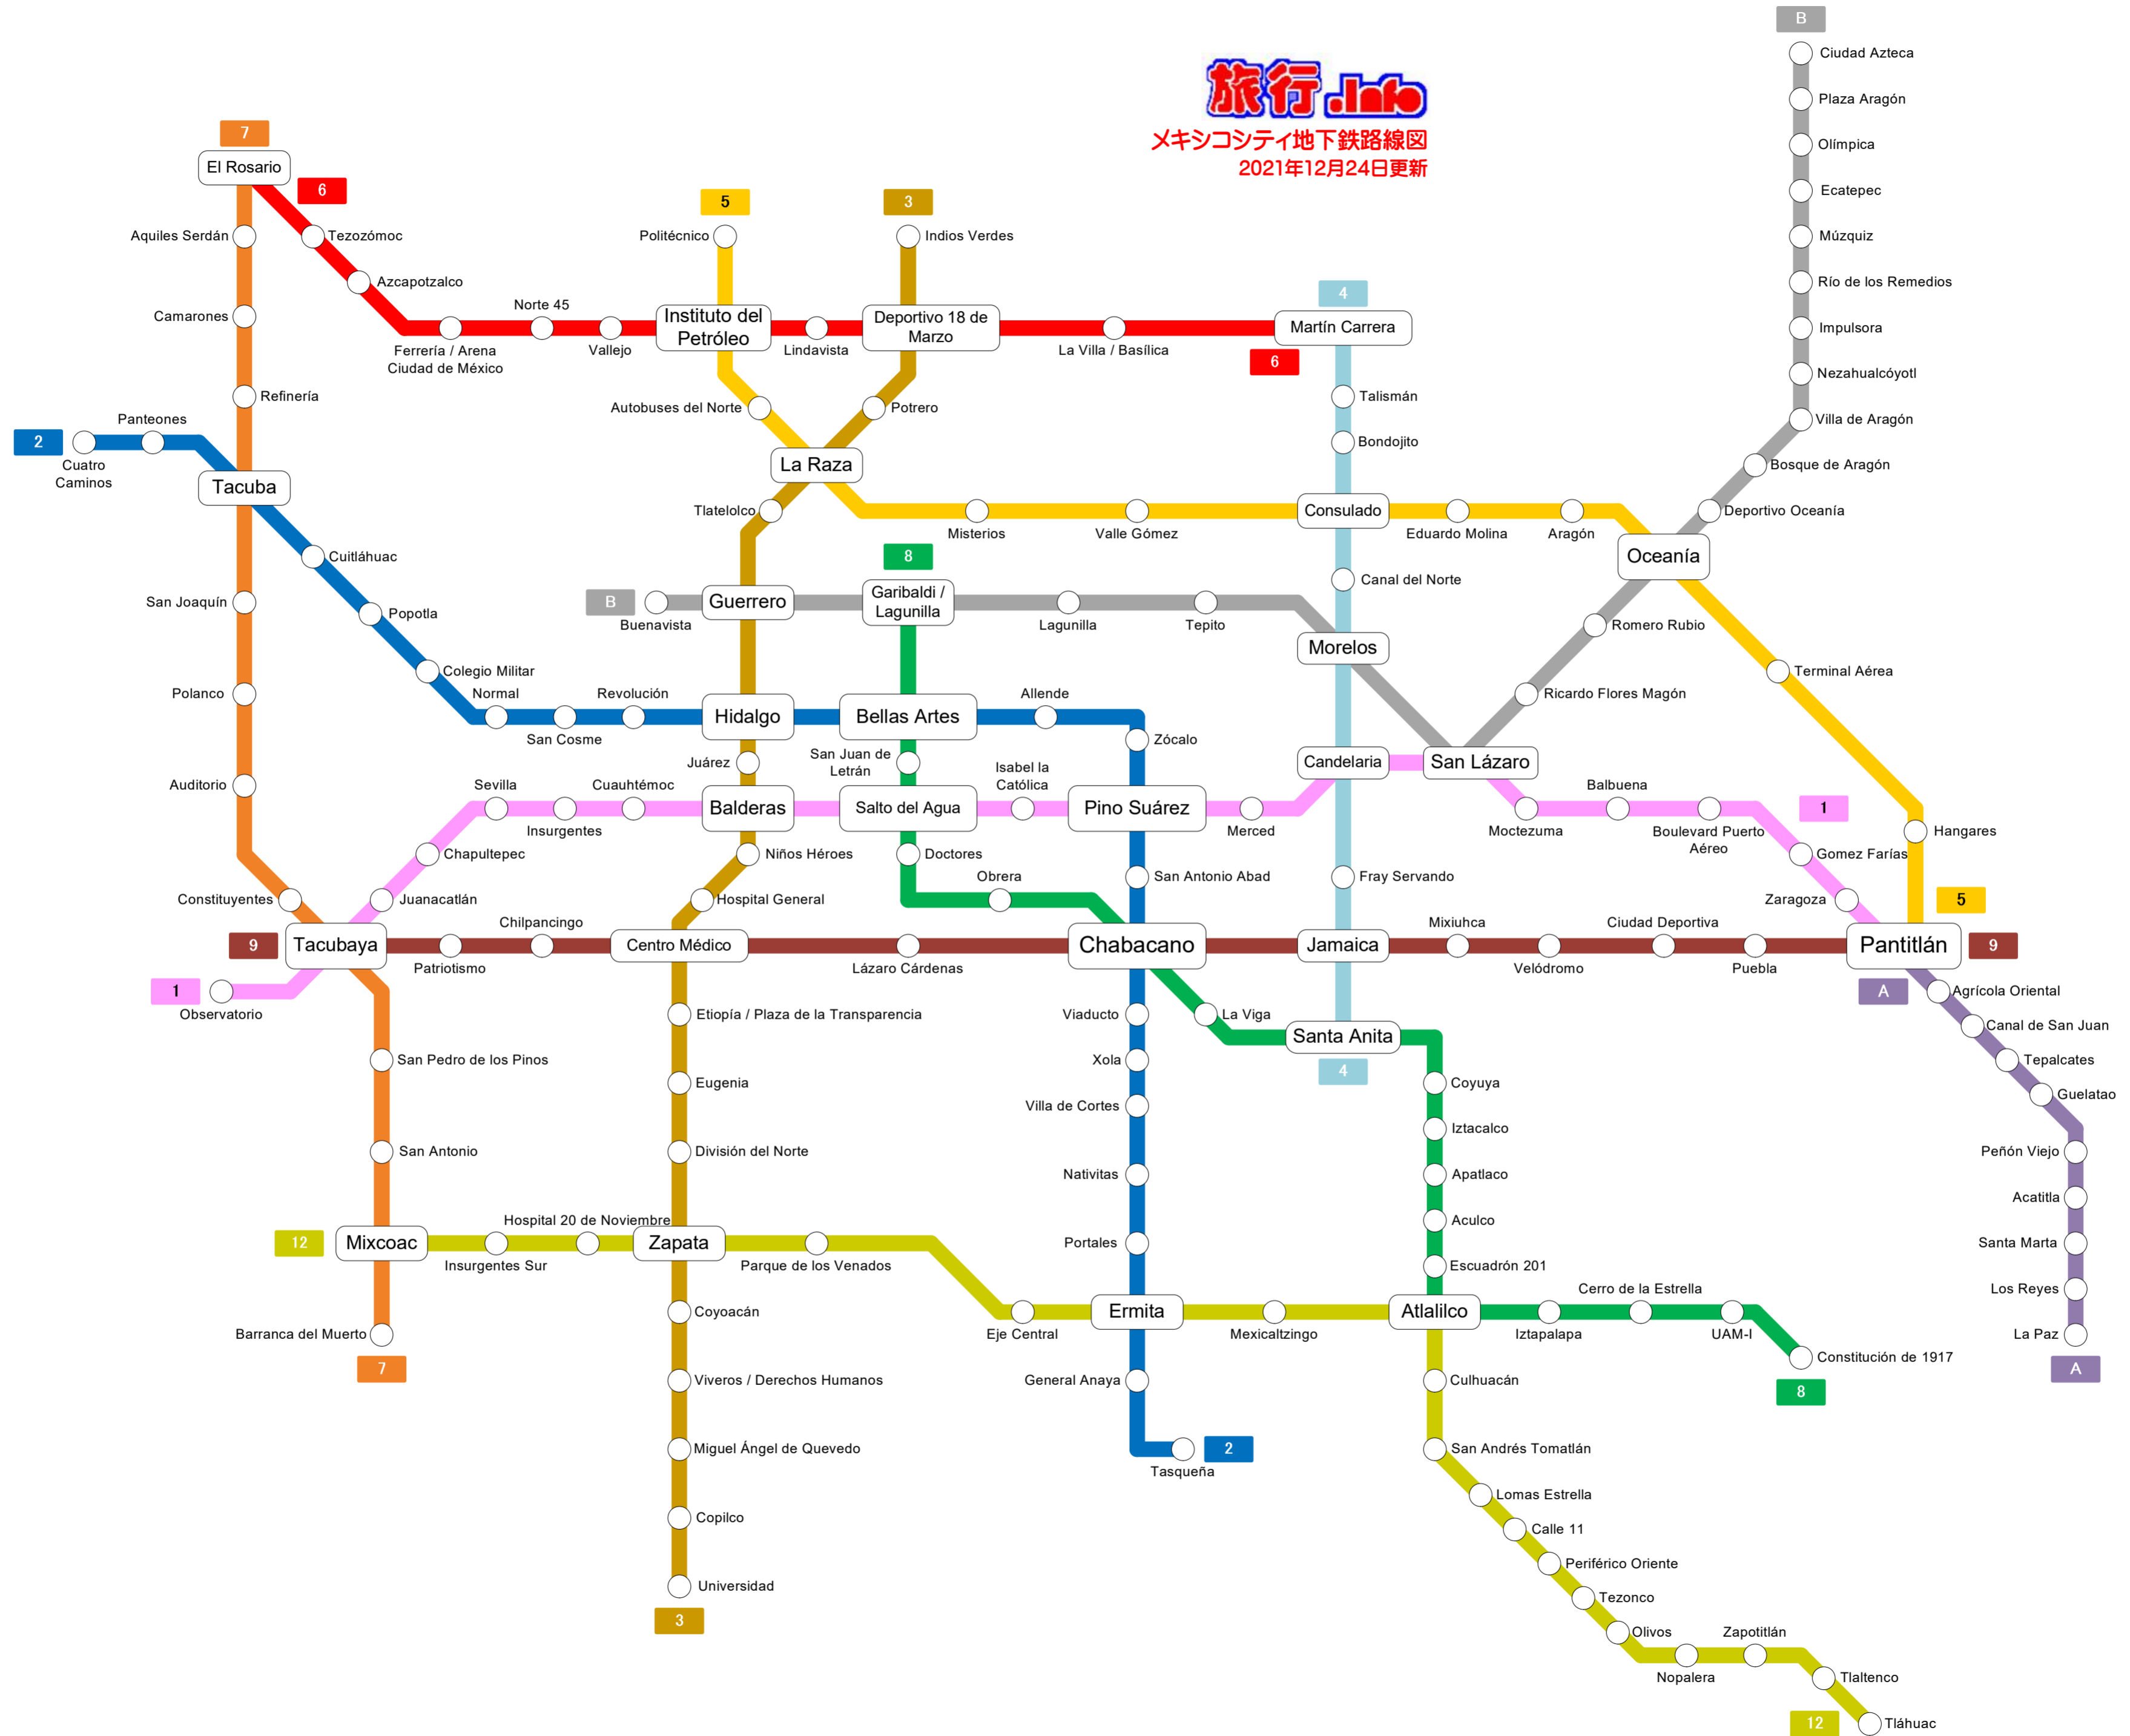 B
Ciudad Azteca
旅行.Info
Plaza Aragón
メキシコシティ地下鉄路線図
7
Olímpica
El Rosario
2021年12月24日更新
6
Ecatepec
5
3
Aquiles Serdán
Tezozómoc
Politécnico
Indios Verdes
Múzquiz
Azcapotzalco
Río de los Remedios
4
Norte 45
Camarones
Instituto del
Petróleo
Deportivo 18 de
Marzo
Martín Carrera
Impulsora
Ferrería / Arena
Ciudad de México
Vallejo
Lindavista
La Villa / Basílica
6
Nezahualcóyotl
Refinería
Talismán
Autobuses del Norte
Potrero
Panteones
Villa de Aragón
2
Bondojito
Cuatro
Caminos
La Raza
Bosque de Aragón
Tacuba
Tlatelolco
Consulado
Deportivo Oceanía
Misterios
Valle Gómez
Eduardo Molina
Aragón
Cuitláhuac
8
Oceanía
Canal del Norte
San Joaquín
B
Guerrero
Garibaldi /
Lagunilla
Popotla
Buenavista
Lagunilla
Tepito
Romero Rubio
Morelos
Colegio Militar
Terminal Aérea
Polanco
Normal
Revolución
Allende
Ricardo Flores Magón
Hidalgo
Bellas Artes
San Cosme
Zócalo
Juárez
San Juan de
Letrán
Isabel la
Católica
Candelaria
San Lázaro
Auditorio
Sevilla
Cuauhtémoc
Balbuena
Balderas
Salto del Agua
Pino Suárez
1
Insurgentes
Merced
Moctezuma
Boulevard Puerto
Aéreo
Hangares
Chapultepec
Niños Héroes
Doctores
Gomez Farías
Obrera
San Antonio Abad
Fray Servando
Constituyentes
Juanacatlán
Hospital General
Zaragoza
5
Chilpancingo
Mixiuhca
Ciudad Deportiva
9
Tacubaya
Centro Médico
Chabacano
Jamaica
Pantitlán
9
Patriotismo
Lázaro Cárdenas
Velódromo
Puebla
1
A
Agrícola Oriental
Observatorio
Etiopía / Plaza de la Transparencia
Viaducto
La Viga
Canal de San Juan
Santa Anita
San Pedro de los Pinos
Xola
4
Tepalcates
Eugenia
Coyuya
Guelatao
Villa de Cortes
Iztacalco
San Antonio
División del Norte
Peñón Viejo
Nativitas
Apatlaco
Acatitla
Hospital 20 de Noviembre
Aculco
12
Mixcoac
Zapata
Portales
Santa Marta
Insurgentes Sur
Parque de los Venados
Escuadrón 201
Cerro de la Estrella
Los Reyes
Coyoacán
Ermita
Atlalilco
Barranca del Muerto
Eje Central
Mexicaltzingo
Iztapalapa
UAM-I
La Paz
Constitución de 1917
7
A
Viveros / Derechos Humanos
General Anaya
Culhuacán
8
Miguel Ángel de Quevedo
2
San Andrés Tomatlán
Tasqueña
Lomas Estrella
Copilco
Calle 11
Periférico Oriente
Universidad
Tezonco
3
Olivos
Zapotitlán
Nopalera
Tlaltenco
12
Tláhuac